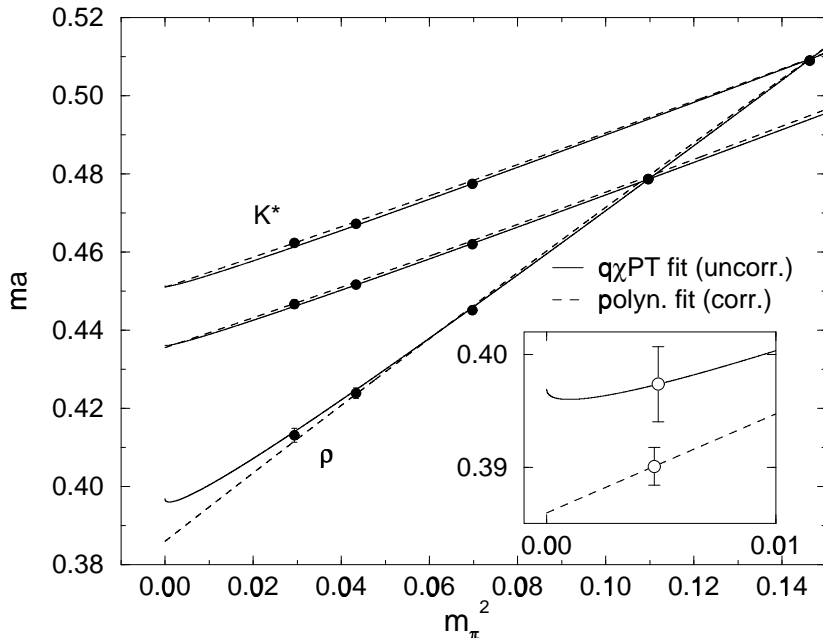 0.52
0.50
0.48
0.46
0.44
0.42
0.40
0.38
ma
K*
ρ
qχPT fit (uncorr.)
polyn. fit (corr.)
0.40
0.39
0.00 0.01
0.00 0.02 0.04 0.06 0.08 0.10 0.12 0.14
mπ²